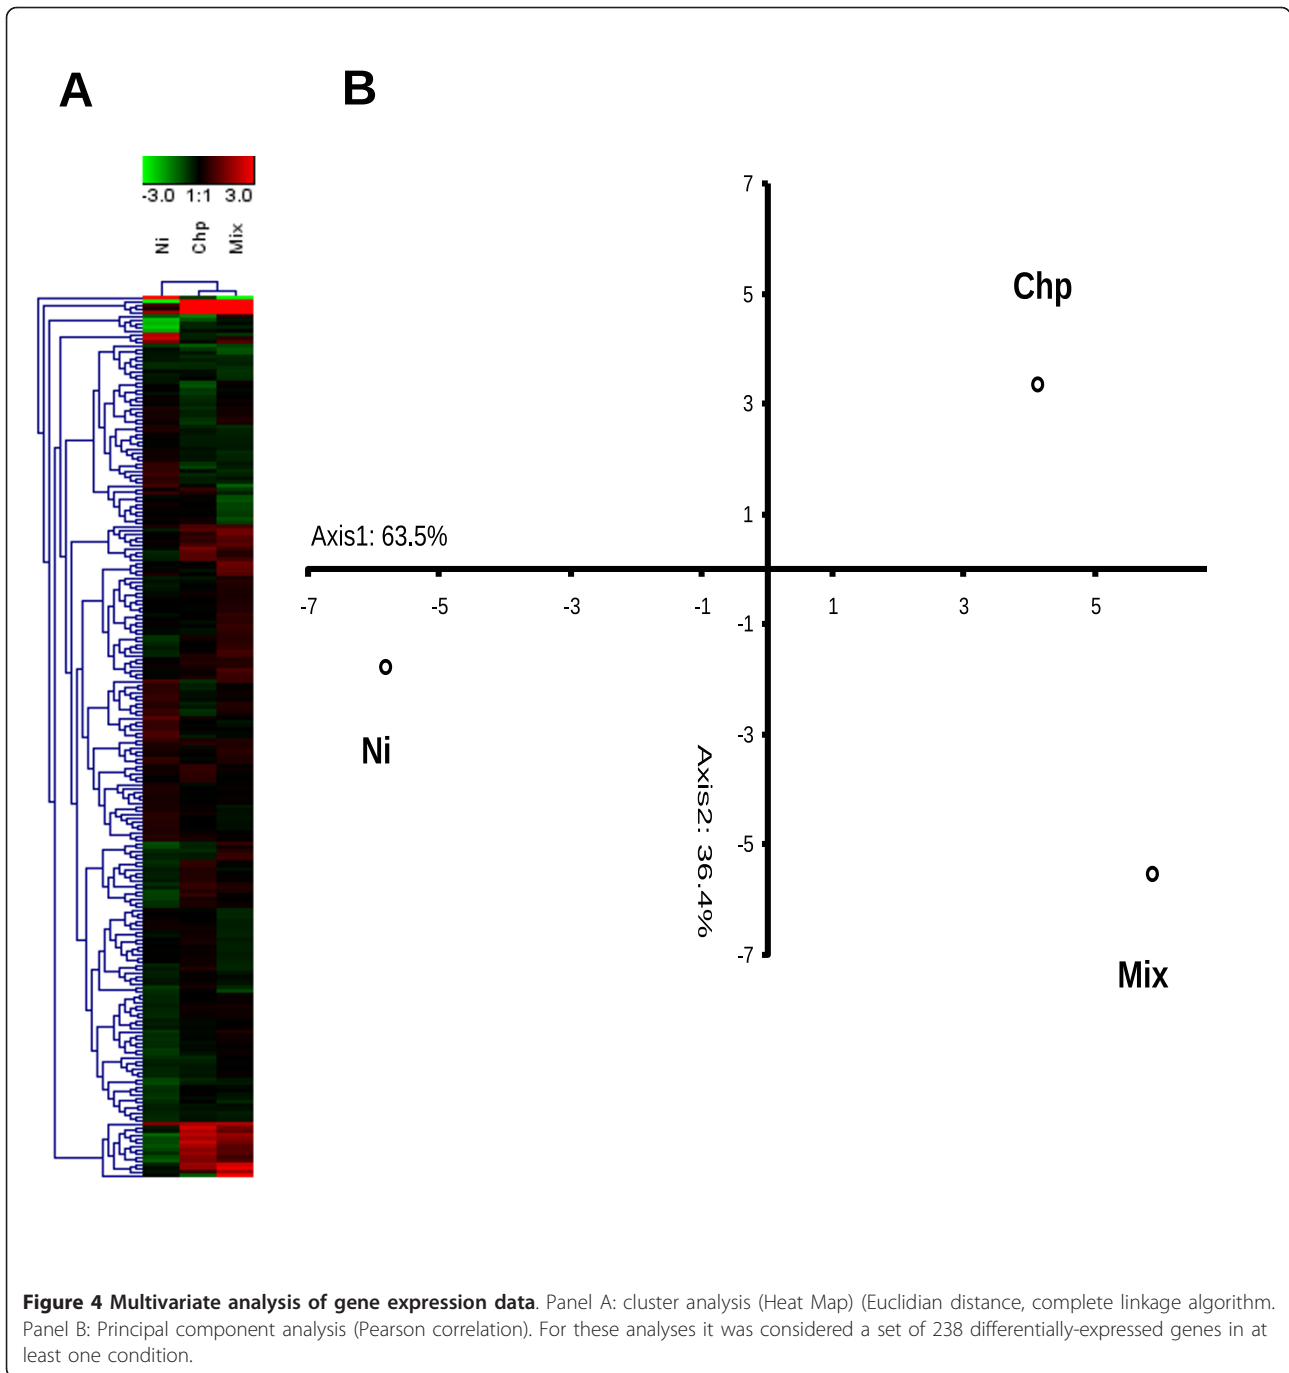 A
B
-3.0 1:1 3.0
Ni
Chp
Mix
7
5
3
1
-1
-3
-5
-7
Chp
Axis1: 63.5%
-7 -5 -3 -1 1 3 5
Ni
Axis2: 36.4%
Mix
Figure 4 Multivariate analysis of gene expression data. Panel A: cluster analysis (Heat Map) (Euclidian distance, complete linkage algorithm.
Panel B: Principal component analysis (Pearson correlation). For these analyses it was considered a set of 238 differentially-expressed genes in at
least one condition.